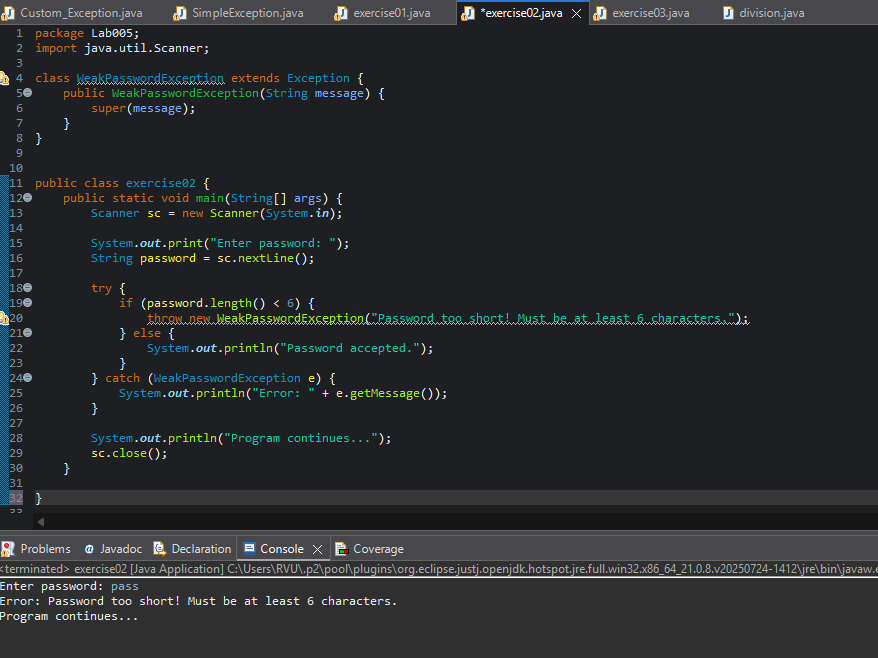 Custom_Exception.java SimpleException.java exercise01.java *exercise02.java exercise03.java division.java
1 package Lab005;
2 import java.util.Scanner;
3
4 class WeakPasswordException extends Exception {
5 public WeakPasswordException(String message) {
6 super(message);
7 }
8 }
9
10
11 public class exercise02 {
12 public static void main(String[] args) {
13 Scanner sc = new Scanner(System.in);
14
15 System.out.print("Enter password: ");
16 String password = sc.nextLine();
17
18 try {
19 if (password.length() < 6) {
20 throw new WeakPasswordException("Password too short! Must be at least 6 characters.");
21 } else {
22 System.out.println("Password accepted.");
23 }
24 } catch (WeakPasswordException e) {
25 System.out.println("Error: " + e.getMessage());
26 }
27
28 System.out.println("Program continues...");
29 sc.close();
30 }
31
32 }
33
Problems Javadoc Declaration Console Coverage
<terminated> exercise02 [Java Application] C:\Users\RVU\.p2\pool\plugins\org.eclipse.justj.openjdk.hotspot.jre.full.win32.x86_64_21.0.8.v20250724-1412\jre\bin\javaw.e
Enter password: pass
Error: Password too short! Must be at least 6 characters.
Program continues...